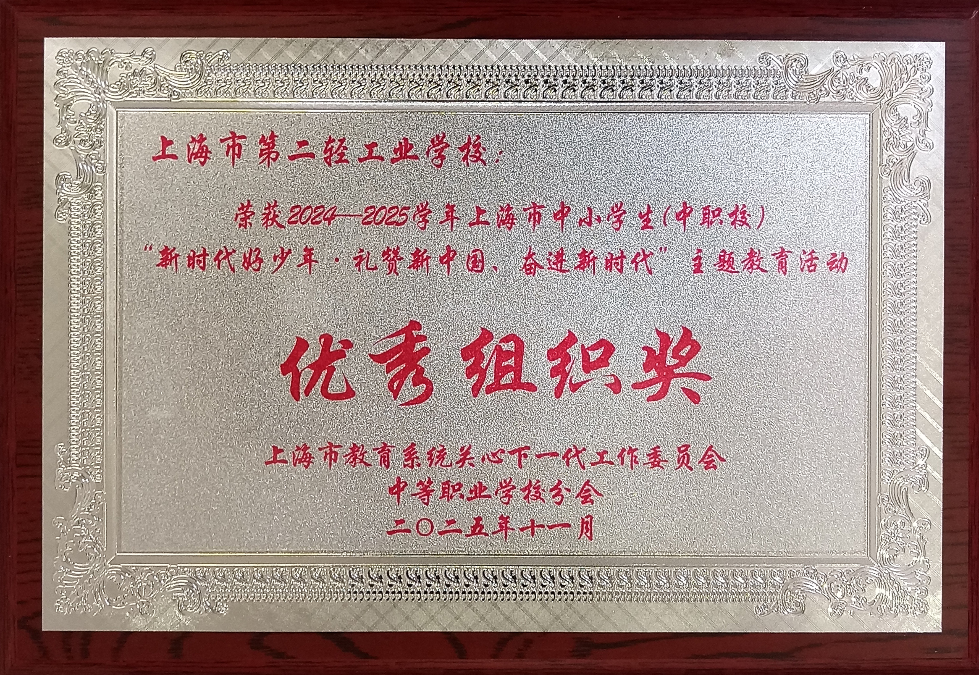 上海市第二轻工业学校：
荣获2024—2025学年上海市中小学生(中职校)
“新时代好少年·礼赞新中国、奋进新时代”主题教育活动
优秀组织奖
上海市教育系统关心下一代工作委员会
中等职业学校分会
二〇二五年十一月